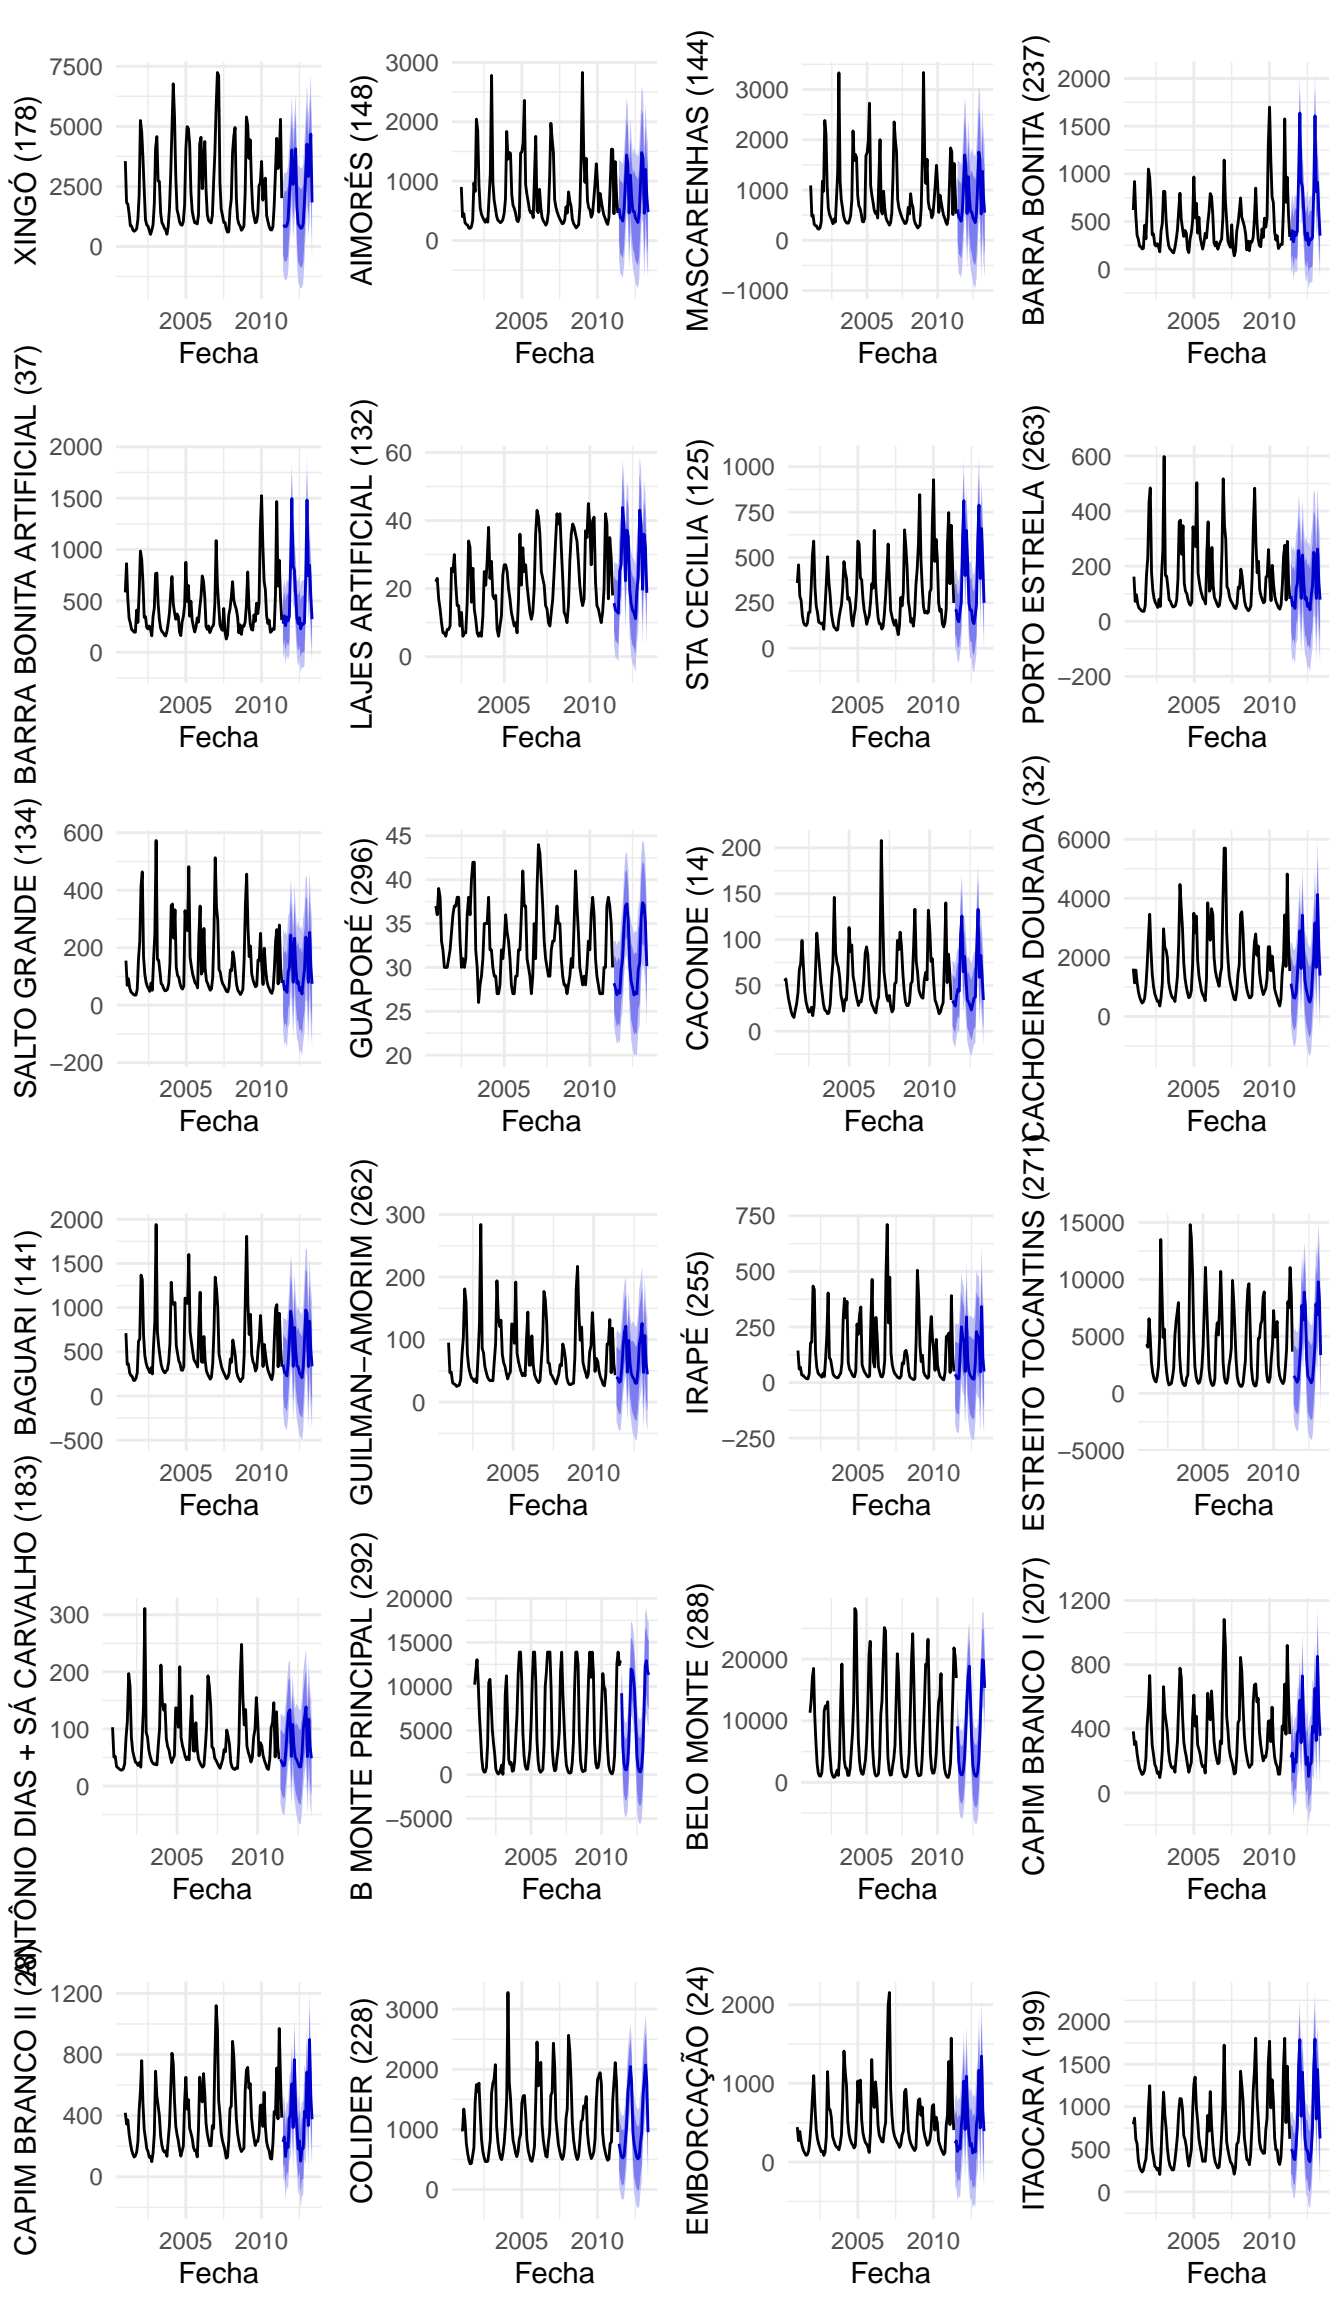 XINGÓ (178)
7500
5000
2500
0
2005 2010
Fecha
AIMORÉS (148)
3000
2000
1000
0
2005 2010
Fecha
MASCARENHAS (144)
3000
2000
1000
0
−1000
2005 2010
Fecha
BARRA BONITA (237)
2000
1500
1000
500
0
2005 2010
Fecha
BARRA BONITA ARTIFICIAL (37)
2000
1500
1000
500
0
2005 2010
Fecha
LAJES ARTIFICIAL (132)
60
40
20
0
2005 2010
Fecha
STA CECILIA (125)
1000
750
500
250
0
2005 2010
Fecha
PORTO ESTRELA (263)
600
400
200
0
−200
2005 2010
Fecha
SALTO GRANDE (134)
600
400
200
0
−200
2005 2010
Fecha
GUAPORÉ (296)
45
40
35
30
25
20
2005 2010
Fecha
CACONDE (14)
200
150
100
50
0
2005 2010
Fecha
CACHOEIRA DOURADA (32)
6000
4000
2000
0
2005 2010
Fecha
BAGUARI (141)
2000
1500
1000
500
0
−500
2005 2010
Fecha
GUILMAN−AMORIM (262)
300
200
100
0
2005 2010
Fecha
IRAPÉ (255)
750
500
250
0
−250
2005 2010
Fecha
ESTREITO TOCANTINS (271)
15000
10000
5000
0
−5000
2005 2010
Fecha
ANTÔNIO DIAS + SÁ CARVALHO (183)
300
200
100
0
2005 2010
Fecha
B MONTE PRINCIPAL (292)
20000
15000
10000
5000
0
−5000
2005 2010
Fecha
BELO MONTE (288)
20000
10000
0
2005 2010
Fecha
CAPIM BRANCO I (207)
1200
800
400
0
2005 2010
Fecha
CAPIM BRANCO II (28)
1200
800
400
0
2005 2010
Fecha
COLIDER (228)
3000
2000
1000
0
2005 2010
Fecha
EMBORCAÇÃO (24)
2000
1000
0
2005 2010
Fecha
ITAOCARA (199)
2000
1500
1000
500
0
2005 2010
Fecha